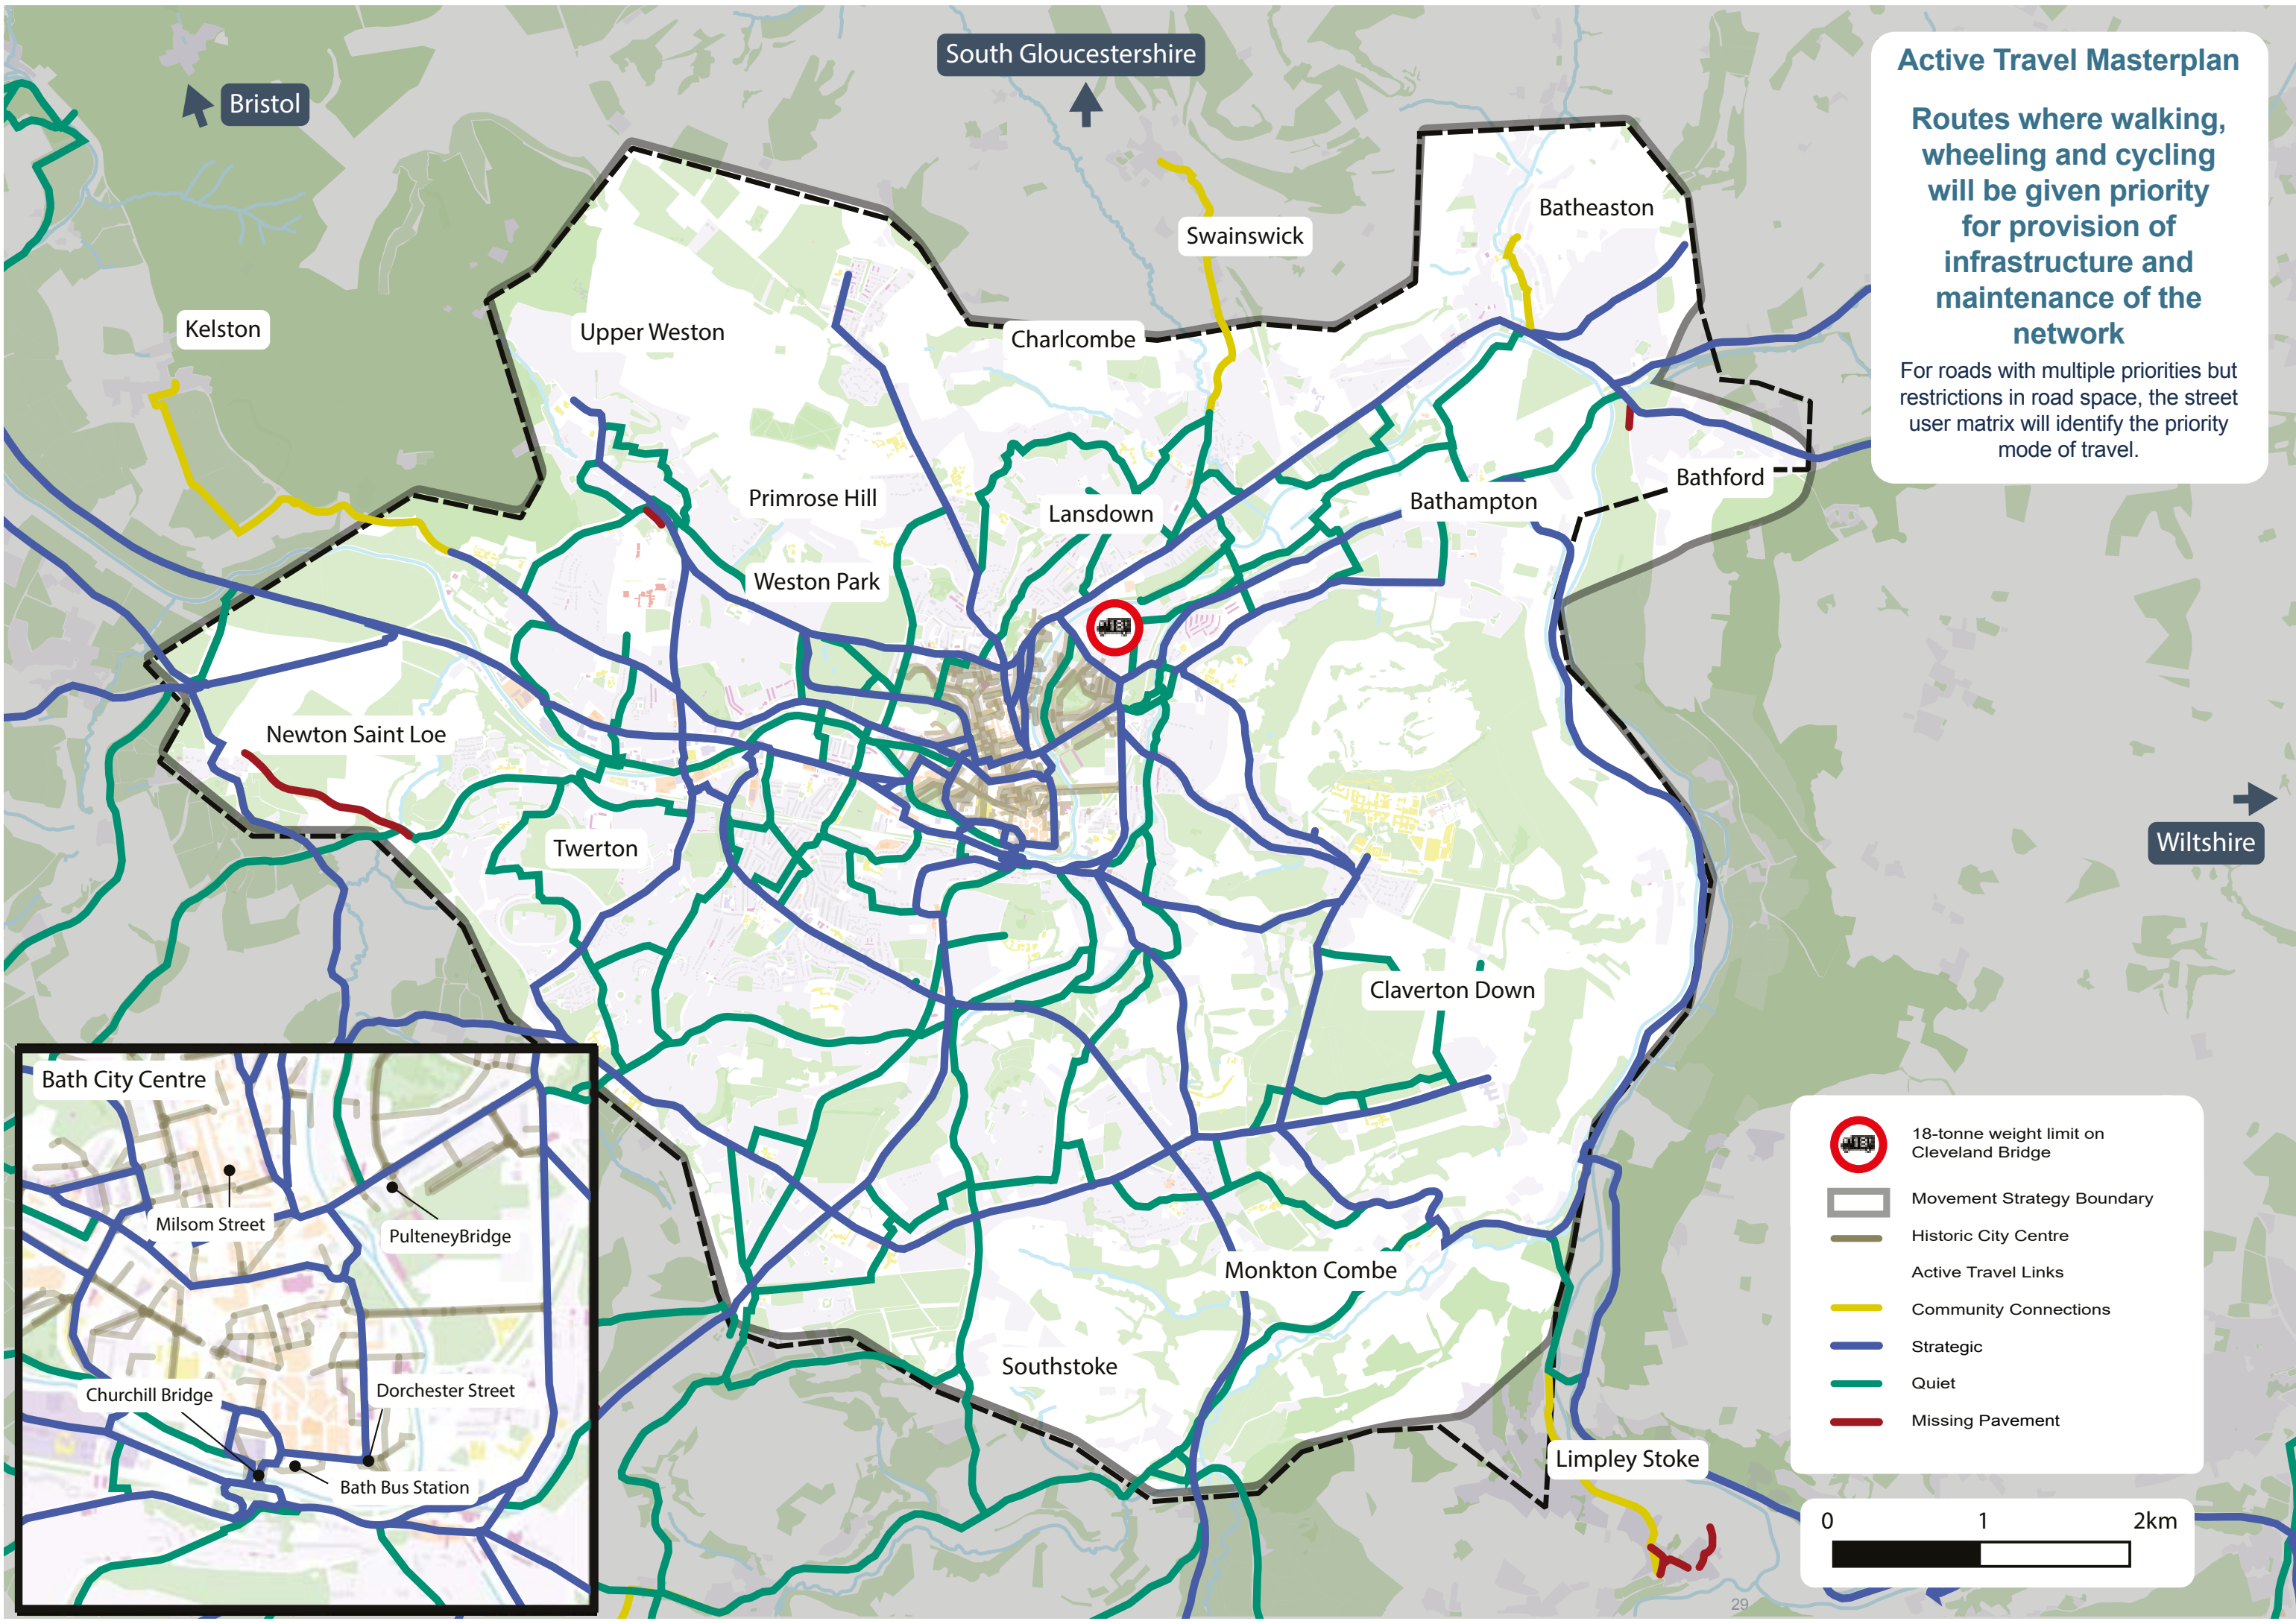 Active Travel Masterplan
Routes where walking,
wheeling and cycling
will be given priority
for provision of
infrastructure and
maintenance of the
network
For roads with multiple priorities but
restrictions in road space, the street
user matrix will identify the priority
mode of travel.
South Gloucestershire
Bristol
Batheaston
Swainswick
Kelston
Upper Weston
Charlcombe
Primrose Hill
Lansdown
Bathampton
Bathford
Weston Park
18
Newton Saint Loe
Twerton
Wiltshire
Claverton Down
Monkton Combe
Southstoke
Limpley Stoke
Bath City Centre
Milsom Street
PulteneyBridge
Churchill Bridge
Dorchester Street
Bath Bus Station
18
18-tonne weight limit on
Cleveland Bridge
Movement Strategy Boundary
Historic City Centre
Active Travel Links
Community Connections
Strategic
Quiet
Missing Pavement
0 1 2km
29